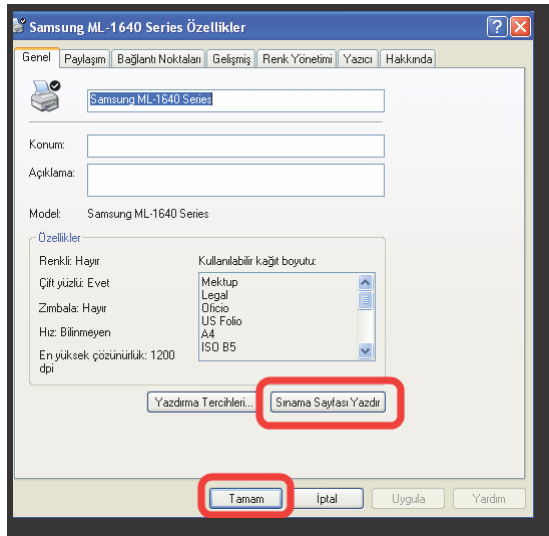 Samsung ML-1640 Series Özellikler
Genel Paylaşım Bağlantı Noktaları Gelişmiş Renk Yönetimi Yazıcı Hakkında
Samsung ML-1640 Series
Konum:
Açıklama:
Model: Samsung ML-1640 Series
Özellikler
Renkli: Hayır Kullanılabilir kağıt boyutu:
Çift yüzlü: Evet
Zımbala: Hayır
Hız: Bilinmeyen
En yüksek çözünürlük: 1200
dpi
Mektup
Legal
Oficio
US Folio
A4
ISO B5
Yazdırma Tercihleri... Sınama Sayfası Yazdır
Tamam İptal Uygula Yardım